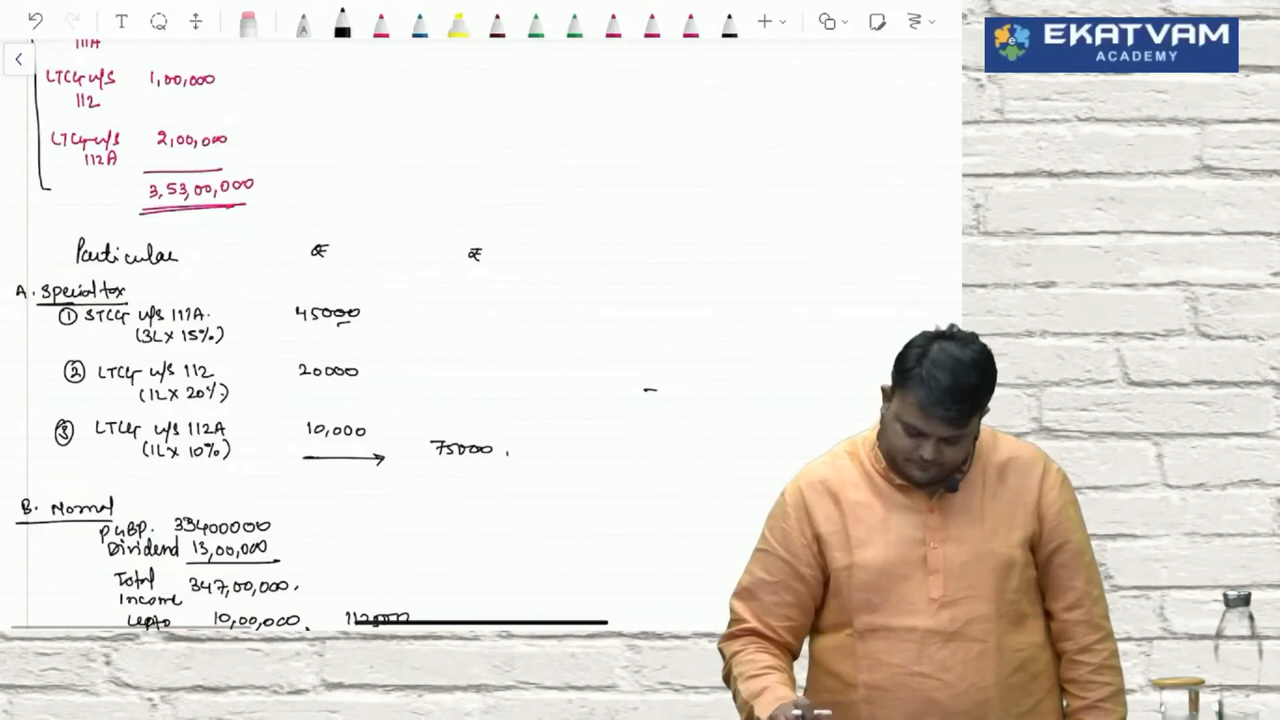 EKATVAM
ACADEMY
111A
LTCG u/s 1,00,000
112
LTCG u/s 2,00,000
112A
3,53,00,000
Particular ₹ ₹
A. Special tax
① STCG u/s 111A. 45000
(3L x 15%)
② LTCG u/s 112 20000
(1L x 20%)
③ LTCG u/s 112A 10,000
(1L x 10%) 75000
B. Normal
PGBP. 33400000
Dividend 13,00,000
Total 347,00,000.
Income
Upto 10,00,000. 112500